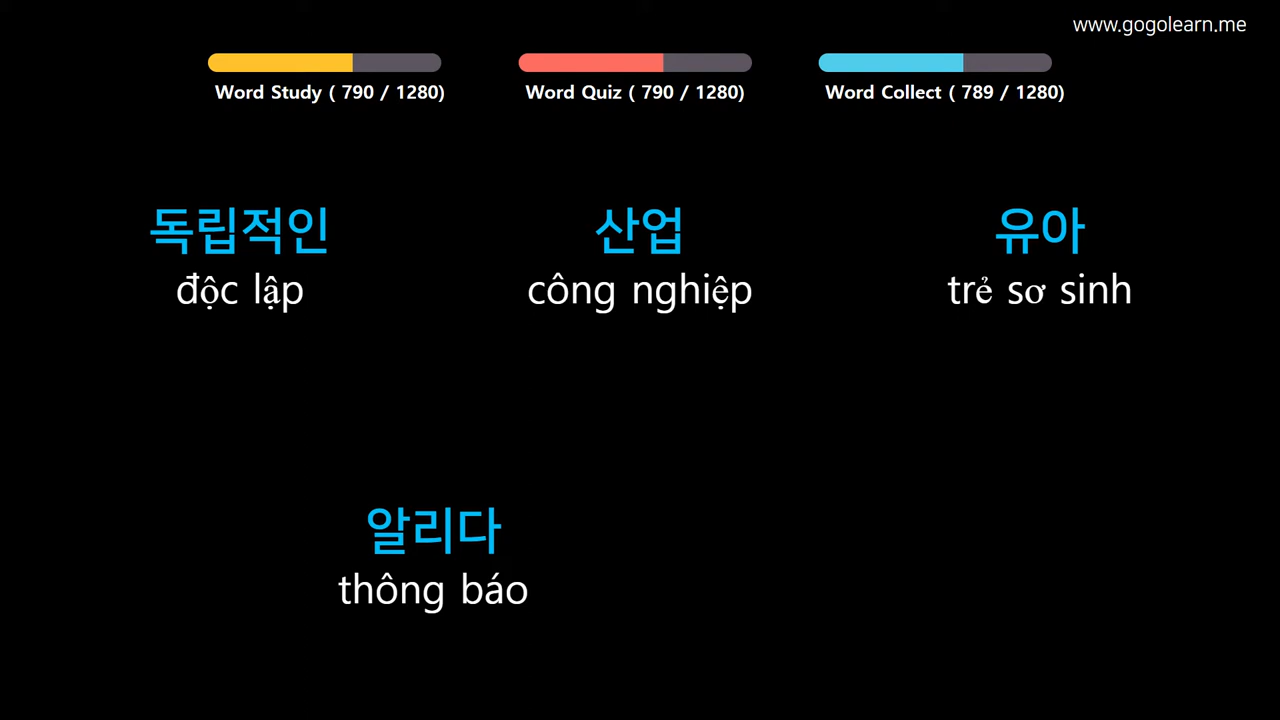 www.gogolearn.me
Word Study ( 790 / 1280)
Word Quiz ( 790 / 1280)
Word Collect ( 789 / 1280)
독립적인
độc lập
산업
công nghiệp
유아
trẻ sơ sinh
알리다
thông báo